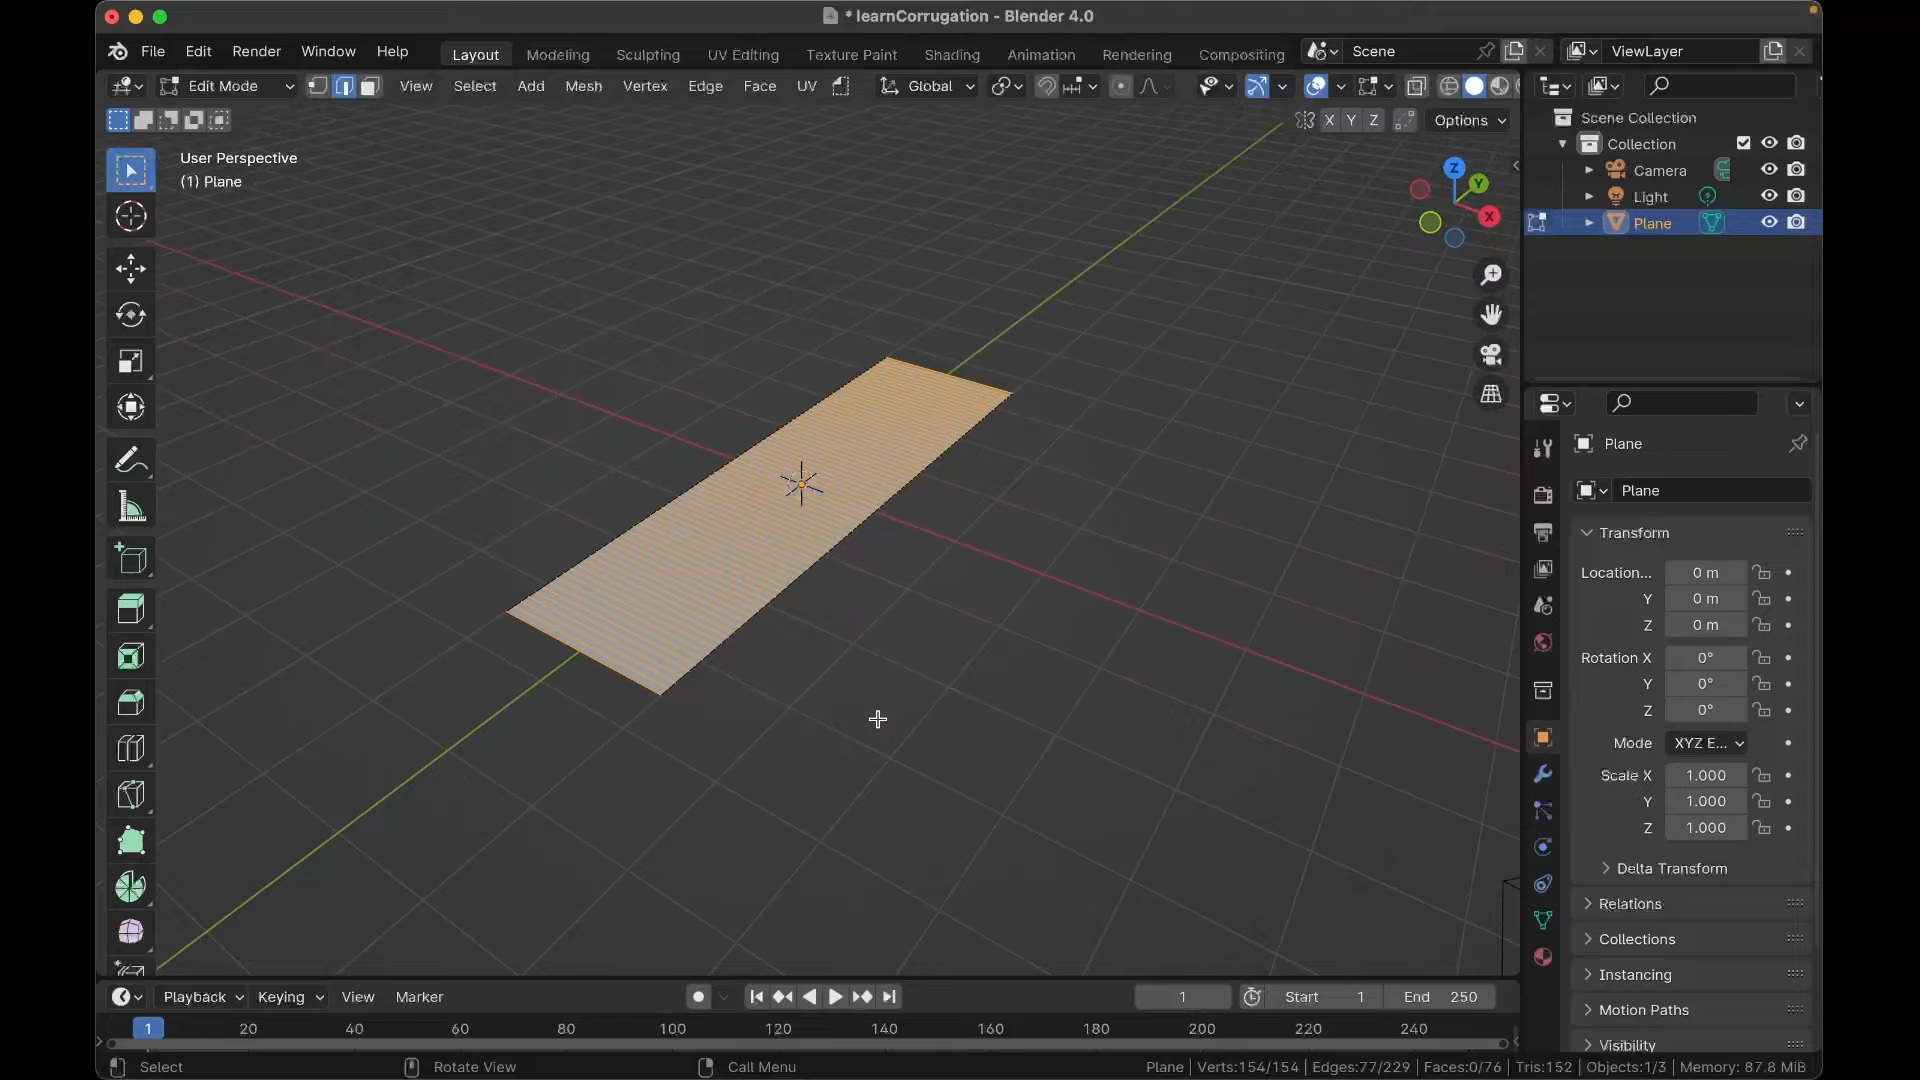 * learnCorrugation - Blender 4.0
File Edit Render Window Help Layout Modeling Sculpting UV Editing Texture Paint Shading Animation Rendering Compositing Scene ViewLayer
Edit Mode View Select Add Mesh Vertex Edge Face UV Global
X Y Z Options
User Perspective
(1) Plane
Z
Y
X
Scene Collection
Collection
Camera
Light
Plane
Plane
Plane
Transform
Location... 0 m
Y 0 m
Z 0 m
Rotation X 0°
Y 0°
Z 0°
Mode XYZ E...
Scale X 1.000
Y 1.000
Z 1.000
Delta Transform
Relations
Collections
Instancing
Motion Paths
Visibility
Playback Keying View Marker 1 Start 1 End 250
1 20 40 60 80 100 120 140 160 180 200 220 240
Select Rotate View Call Menu Plane | Verts:154/154 | Edges:77/229 | Faces:0/76 | Tris:152 | Objects:1/3 | Memory: 87.8 MiB